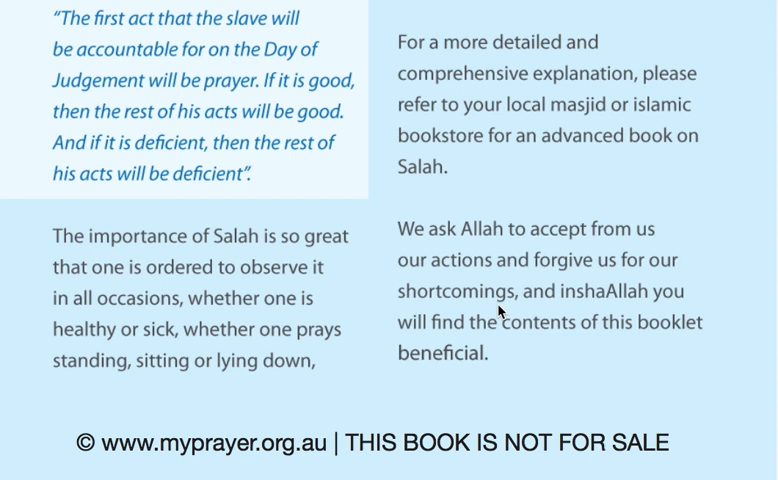 “The first act that the slave will
be accountable for on the Day of
Judgement will be prayer. If it is good,
then the rest of his acts will be good.
And if it is deficient, then the rest of
his acts will be deficient”.
The importance of Salah is so great
that one is ordered to observe it
in all occasions, whether one is
healthy or sick, whether one prays
standing, sitting or lying down,
For a more detailed and
comprehensive explanation, please
refer to your local masjid or islamic
bookstore for an advanced book on
Salah.
We ask Allah to accept from us
our actions and forgive us for our
shortcomings, and inshaAllah you
will find the contents of this booklet
beneficial.
© www.myprayer.org.au | THIS BOOK IS NOT FOR SALE